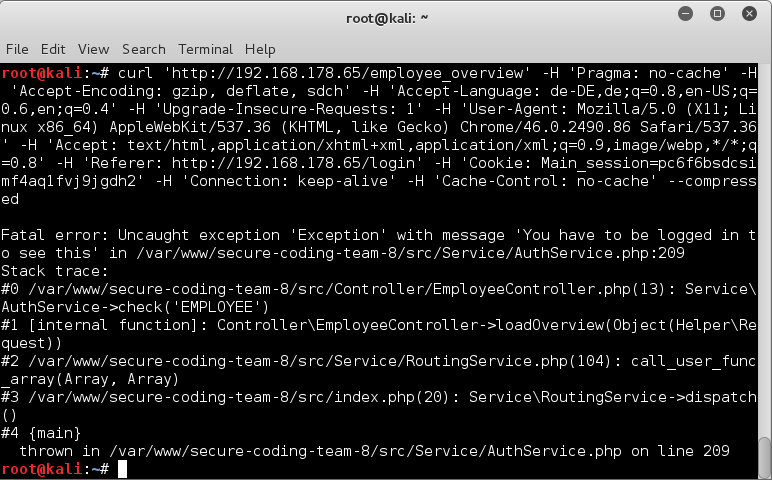 root@kali: ~
File Edit View Search Terminal Help
root@kali:~# curl 'http://192.168.178.65/employee_overview' -H 'Pragma: no-cache' -H
 'Accept-Encoding: gzip, deflate, sdch' -H 'Accept-Language: de-DE,de;q=0.8,en-US;q=
0.6,en;q=0.4' -H 'Upgrade-Insecure-Requests: 1' -H 'User-Agent: Mozilla/5.0 (X11; Li
nux x86_64) AppleWebKit/537.36 (KHTML, like Gecko) Chrome/46.0.2490.86 Safari/537.36
' -H 'Accept: text/html,application/xhtml+xml,application/xml;q=0.9,image/webp,*/*;q
=0.8' -H 'Referer: http://192.168.178.65/login' -H 'Cookie: Main_session=pc6f6bsdcsi
mf4aq1fvj9jgdh2' -H 'Connection: keep-alive' -H 'Cache-Control: no-cache' --compress
ed
Fatal error: Uncaught exception 'Exception' with message 'You have to be logged in t
o see this' in /var/www/secure-coding-team-8/src/Service/AuthService.php:209
Stack trace:
#0 /var/www/secure-coding-team-8/src/Controller/EmployeeController.php(13): Service\
AuthService->check('EMPLOYEE')
#1 [internal function]: Controller\EmployeeController->loadOverview(Object(Helper\Re
quest))
#2 /var/www/secure-coding-team-8/src/Service/RoutingService.php(104): call_user_func
_array(Array, Array)
#3 /var/www/secure-coding-team-8/src/index.php(20): Service\RoutingService->dispatch
()
#4 {main}
  thrown in /var/www/secure-coding-team-8/src/Service/AuthService.php on line 209
root@kali:~#